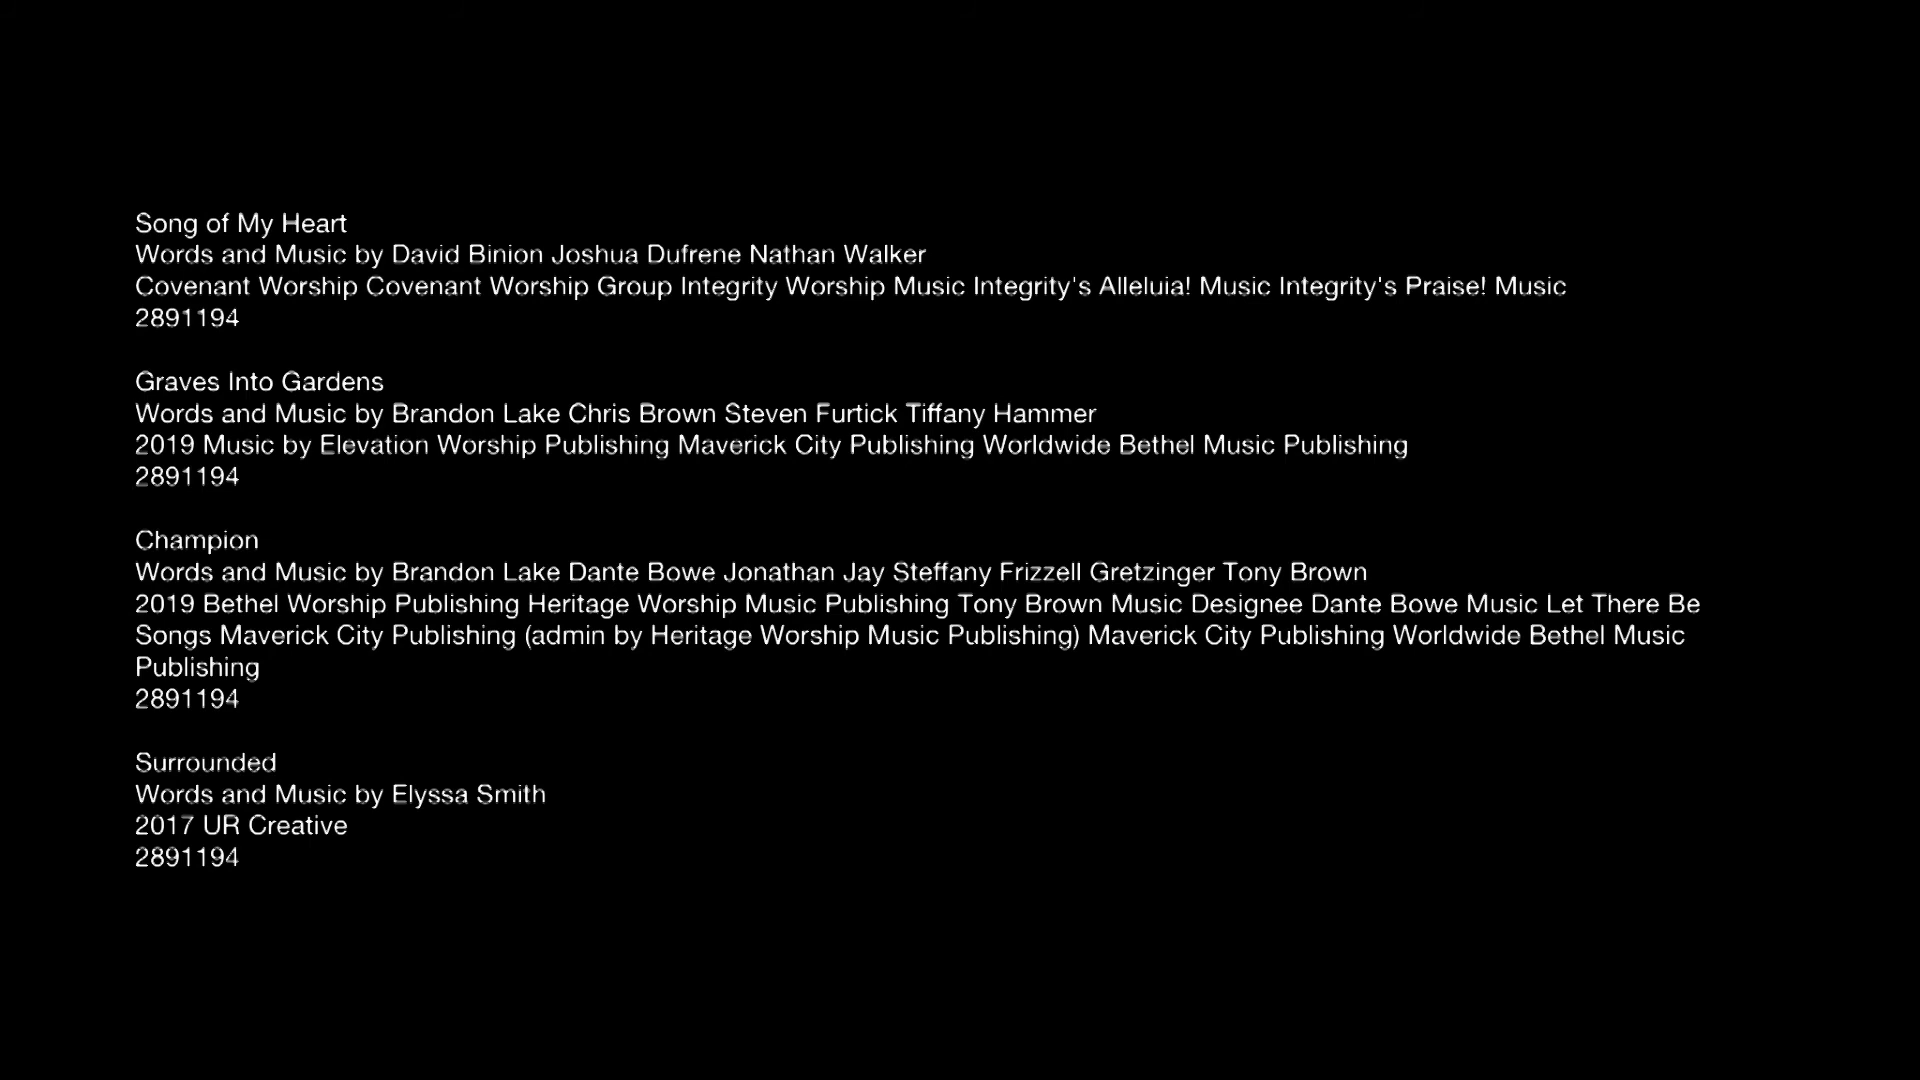 Song of My Heart
Words and Music by David Binion Joshua Dufrene Nathan Walker
Covenant Worship Covenant Worship Group Integrity Worship Music Integrity's Alleluia! Music Integrity's Praise! Music
2891194
Graves Into Gardens
Words and Music by Brandon Lake Chris Brown Steven Furtick Tiffany Hammer
2019 Music by Elevation Worship Publishing Maverick City Publishing Worldwide Bethel Music Publishing
2891194
Champion
Words and Music by Brandon Lake Dante Bowe Jonathan Jay Steffany Frizzell Gretzinger Tony Brown
2019 Bethel Worship Publishing Heritage Worship Music Publishing Tony Brown Music Designee Dante Bowe Music Let There Be
Songs Maverick City Publishing (admin by Heritage Worship Music Publishing) Maverick City Publishing Worldwide Bethel Music
Publishing
2891194
Surrounded
Words and Music by Elyssa Smith
2017 UR Creative
2891194